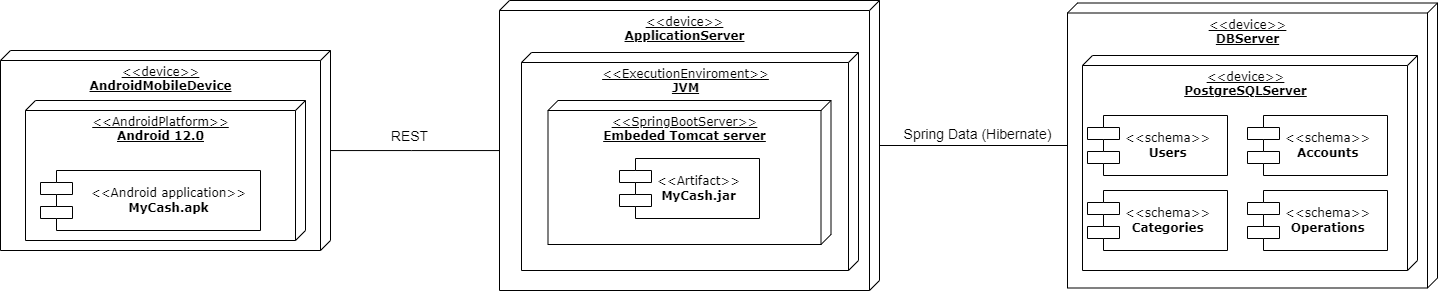 <<device>>
AndroidMobileDevice
<<AndroidPlatform>>
Android 12.0
<<Android application>>
MyCash.apk
REST
<<device>>
ApplicationServer
<<ExecutionEnviroment>>
JVM
<<SpringBootServer>>
Embeded Tomcat server
<<Artifact>>
MyCash.jar
Spring Data (Hibernate)
<<device>>
DBServer
<<device>>
PostgreSQLServer
<<schema>>
Users
<<schema>>
Accounts
<<schema>>
Categories
<<schema>>
Operations